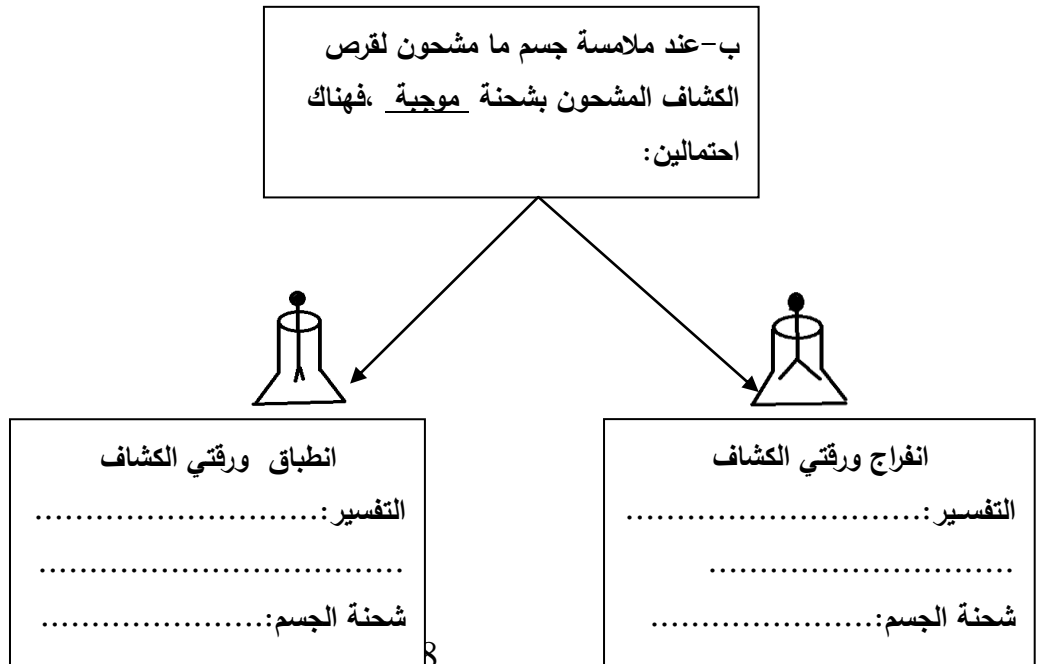 ب-عند ملامسة جسم ما مشحون لقرص
الكشاف المشحون بشحنة موجبة ،فهناك
احتمالين:
انفراج ورقتي الكشاف
التفسير:.............................
..............................
شحنة الجسم:......................
انطباق ورقتي الكشاف
التفسير:............................
....................................
شحنة الجسم:......................
8